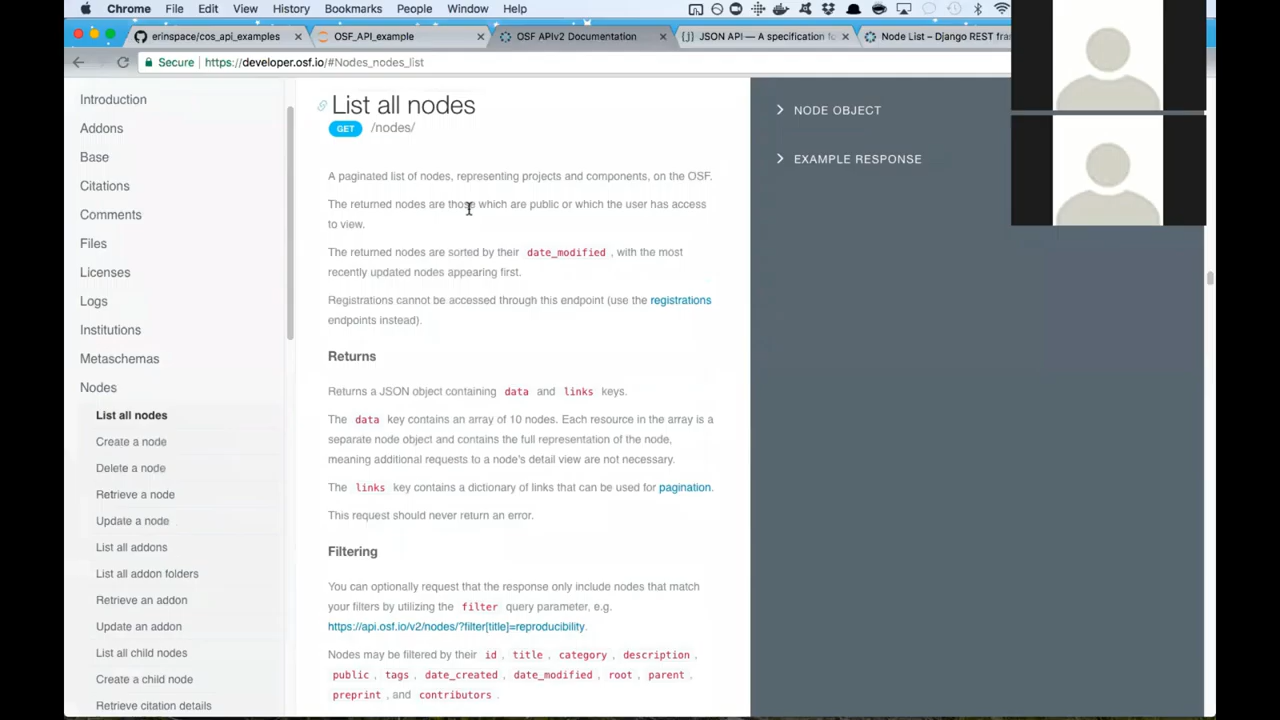 Chrome File Edit View History Bookmarks People Window Help
erinspace/cos_api_examples × OSF_API_example × OSF APIv2 Documentation × JSON API — A specification fo × Node List – Django REST fram
Secure https://developer.osf.io/#Nodes_nodes_list
Introduction
Addons
Base
Citations
Comments
Files
Licenses
Logs
Institutions
Metaschemas
Nodes
List all nodes
Create a node
Delete a node
Retrieve a node
Update a node
List all addons
List all addon folders
Retrieve an addon
Update an addon
List all child nodes
Create a child node
Retrieve citation details
List all nodes
GET /nodes/
A paginated list of nodes, representing projects and components, on the OSF.
The returned nodes are those which are public or which the user has access
to view.
The returned nodes are sorted by their date_modified , with the most
recently updated nodes appearing first.
Registrations cannot be accessed through this endpoint (use the registrations
endpoints instead).
Returns
Returns a JSON object containing data and links keys.
The data key contains an array of 10 nodes. Each resource in the array is a
separate node object and contains the full representation of the node,
meaning additional requests to a node's detail view are not necessary.
The links key contains a dictionary of links that can be used for pagination.
This request should never return an error.
Filtering
You can optionally request that the response only include nodes that match
your filters by utilizing the filter query parameter, e.g.
https://api.osf.io/v2/nodes/?filter[title]=reproducibility.
Nodes may be filtered by their id , title , category , description ,
public , tags , date_created , date_modified , root , parent ,
preprint , and contributors .
NODE OBJECT
EXAMPLE RESPONSE